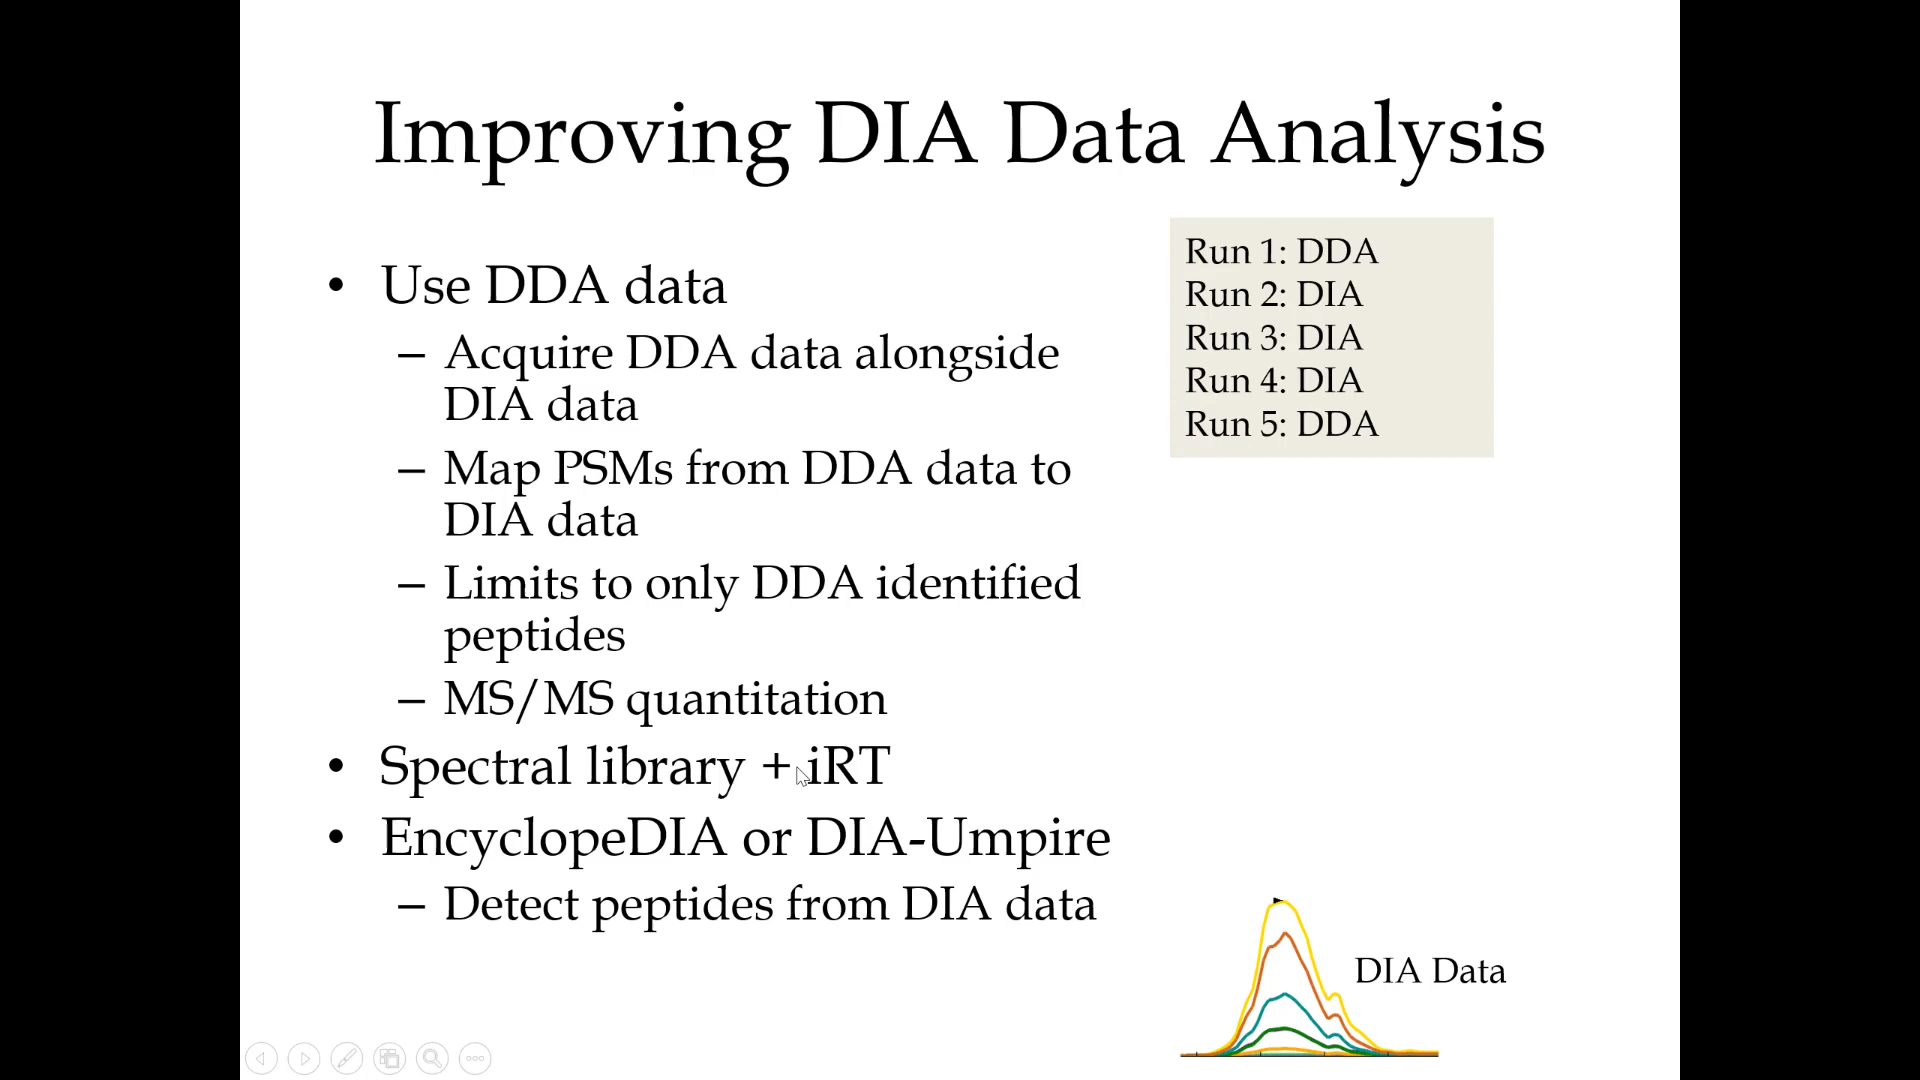 Improving DIA Data Analysis
• Use DDA data
– Acquire DDA data alongside
DIA data
– Map PSMs from DDA data to
DIA data
– Limits to only DDA identified
peptides
– MS/MS quantitation
• Spectral library + iRT
• EncyclopeDIA or DIA-Umpire
– Detect peptides from DIA data
Run 1: DDA
Run 2: DIA
Run 3: DIA
Run 4: DIA
Run 5: DDA
DIA Data